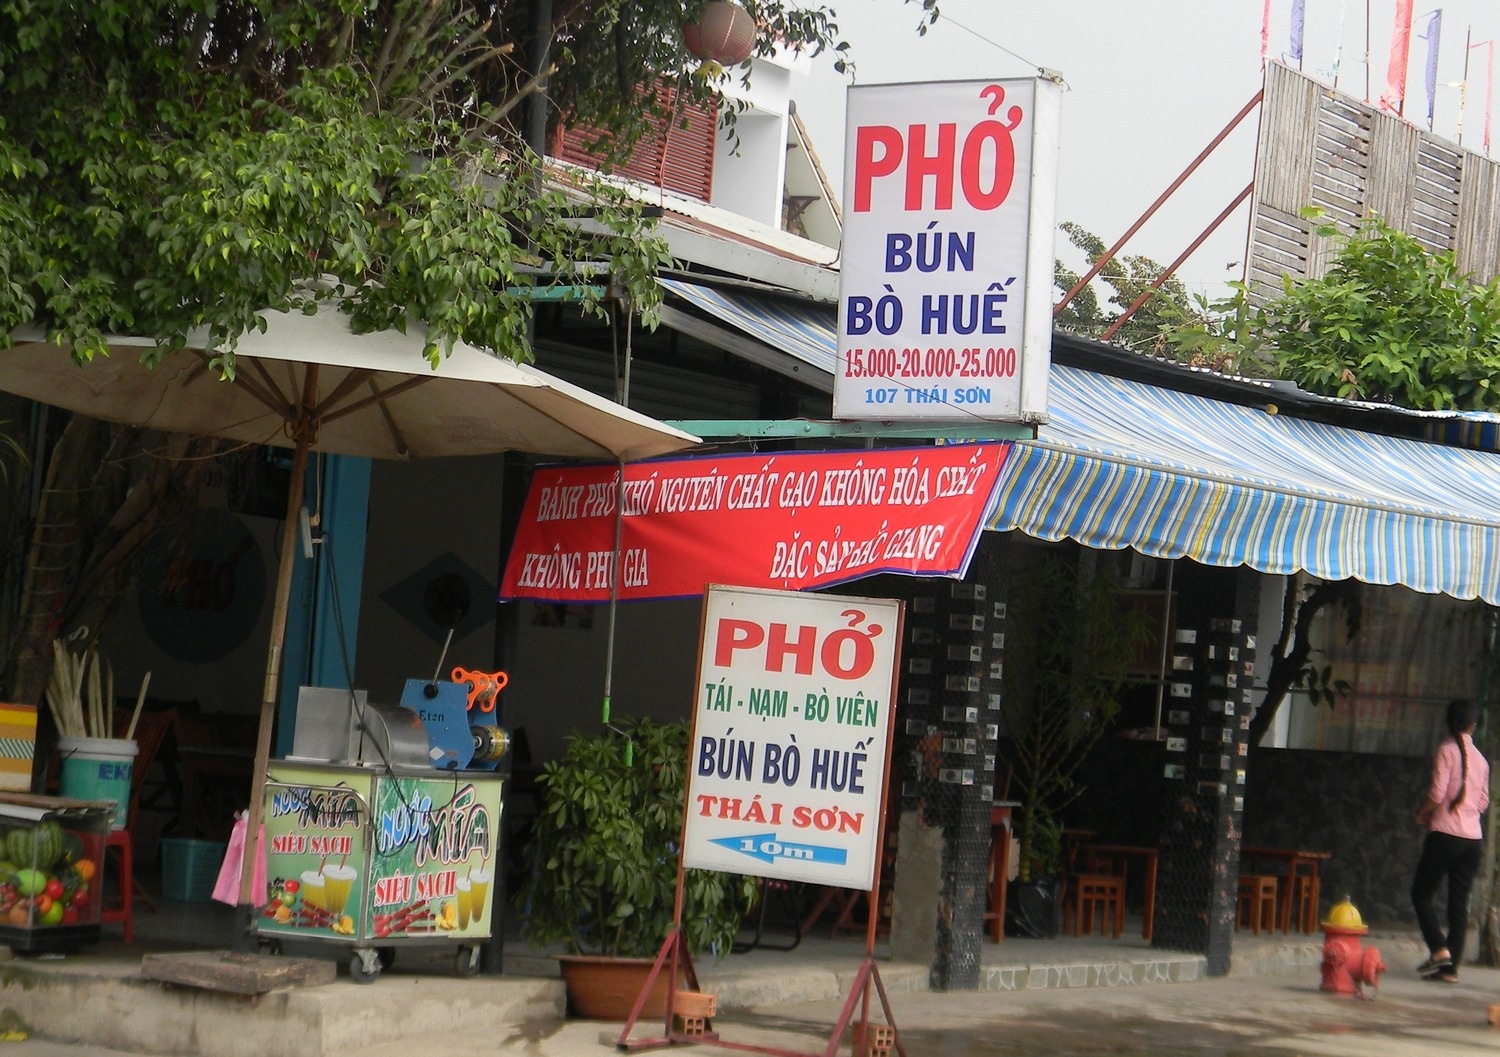 PHỞ
BÚN
BÒ HUẾ
15.000-20.000-25.000
107 THÁI SƠN
BÁNH PHỞ KHÔ NGUYÊN CHẤT GẠO KHÔNG HÓA CHẤT
KHÔNG PHỤ GIA ĐẶC SẢN BẮC GIANG
PHỞ
TÁI - NẠM - BÒ VIÊN
BÚN BÒ HUẾ
THÁI SƠN
10m
PHỞ
Eton
NƯỚC MÍA
SIÊU SẠCH
NƯỚC MÍA
SIÊU SẠCH